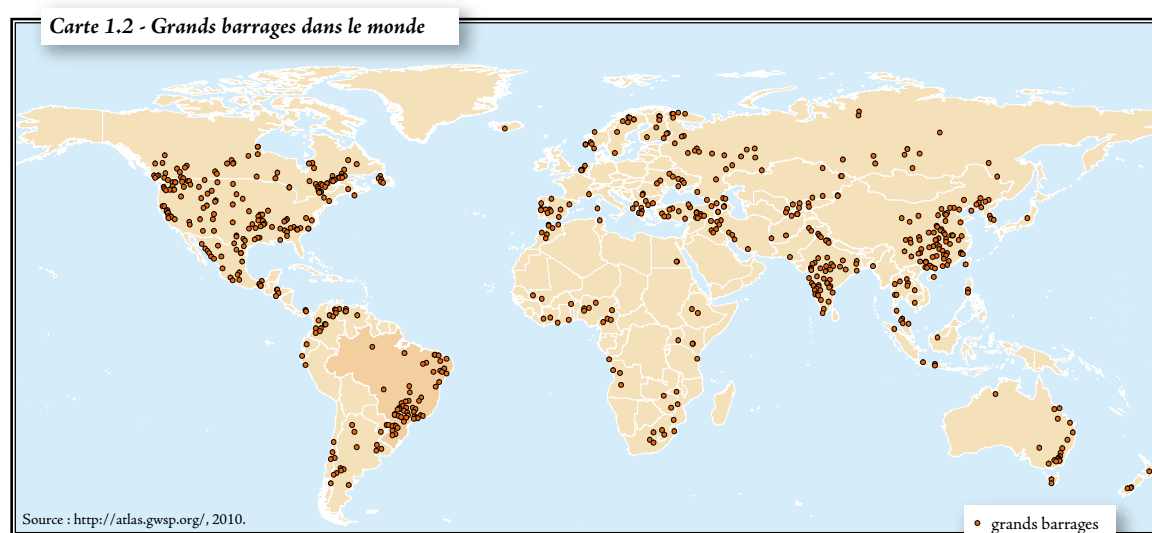 Carte 1.2 - Grands barrages dans le monde
Source : http://atlas.gwsp.org/, 2010.
grands barrages